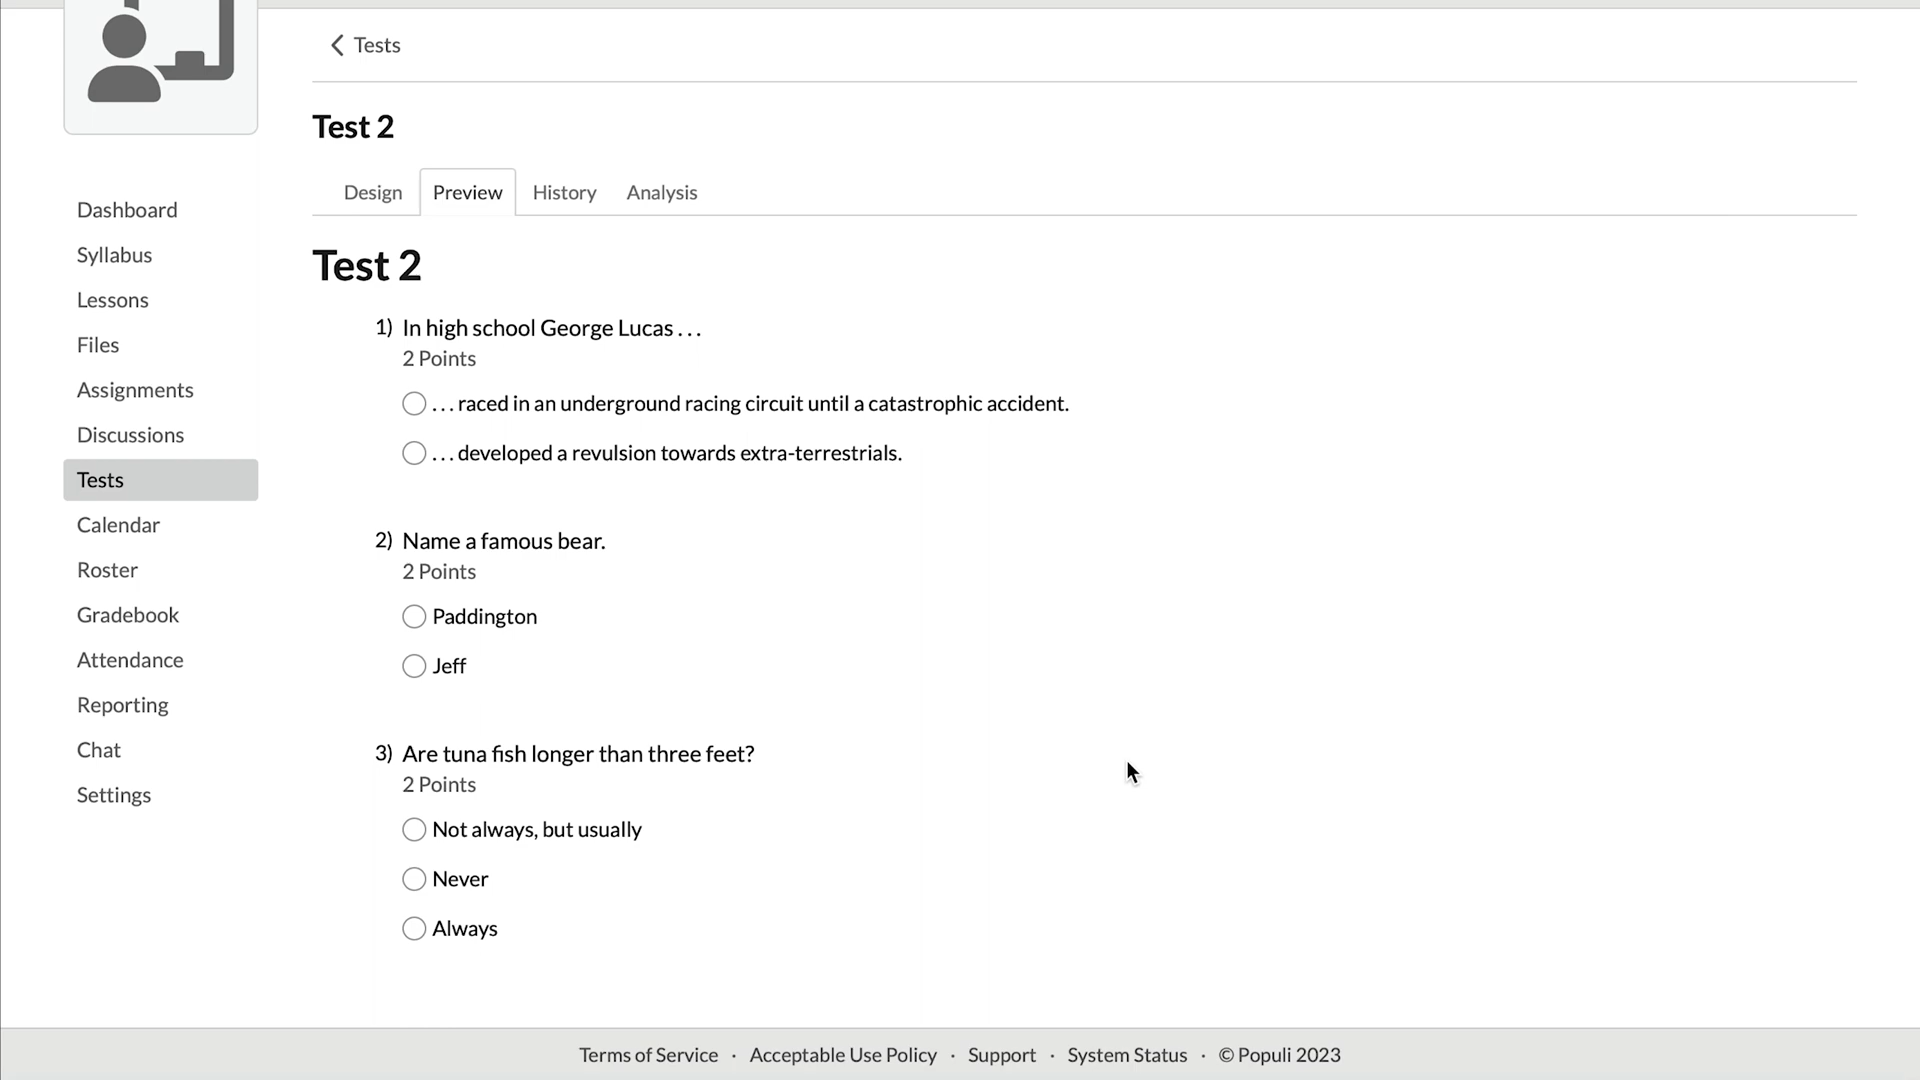 Tests
Test 2
Design
Preview
History
Analysis
Dashboard
Syllabus
Lessons
Files
Assignments
Discussions
Tests
Calendar
Roster
Gradebook
Attendance
Reporting
Chat
Settings
Test 2
1) In high school George Lucas . . .
2 Points
. . . raced in an underground racing circuit until a catastrophic accident.
. . . developed a revulsion towards extra-terrestrials.
2) Name a famous bear.
2 Points
Paddington
Jeff
3) Are tuna fish longer than three feet?
2 Points
Not always, but usually
Never
Always
Terms of Service · Acceptable Use Policy · Support · System Status · © Populi 2023